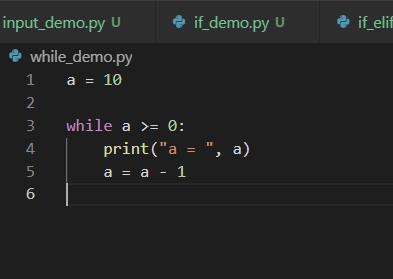 input_demo.py U if_demo.py U if_elif
while_demo.py
1 a = 10
2
3 while a >= 0:
4     print("a = ", a)
5     a = a - 1
6